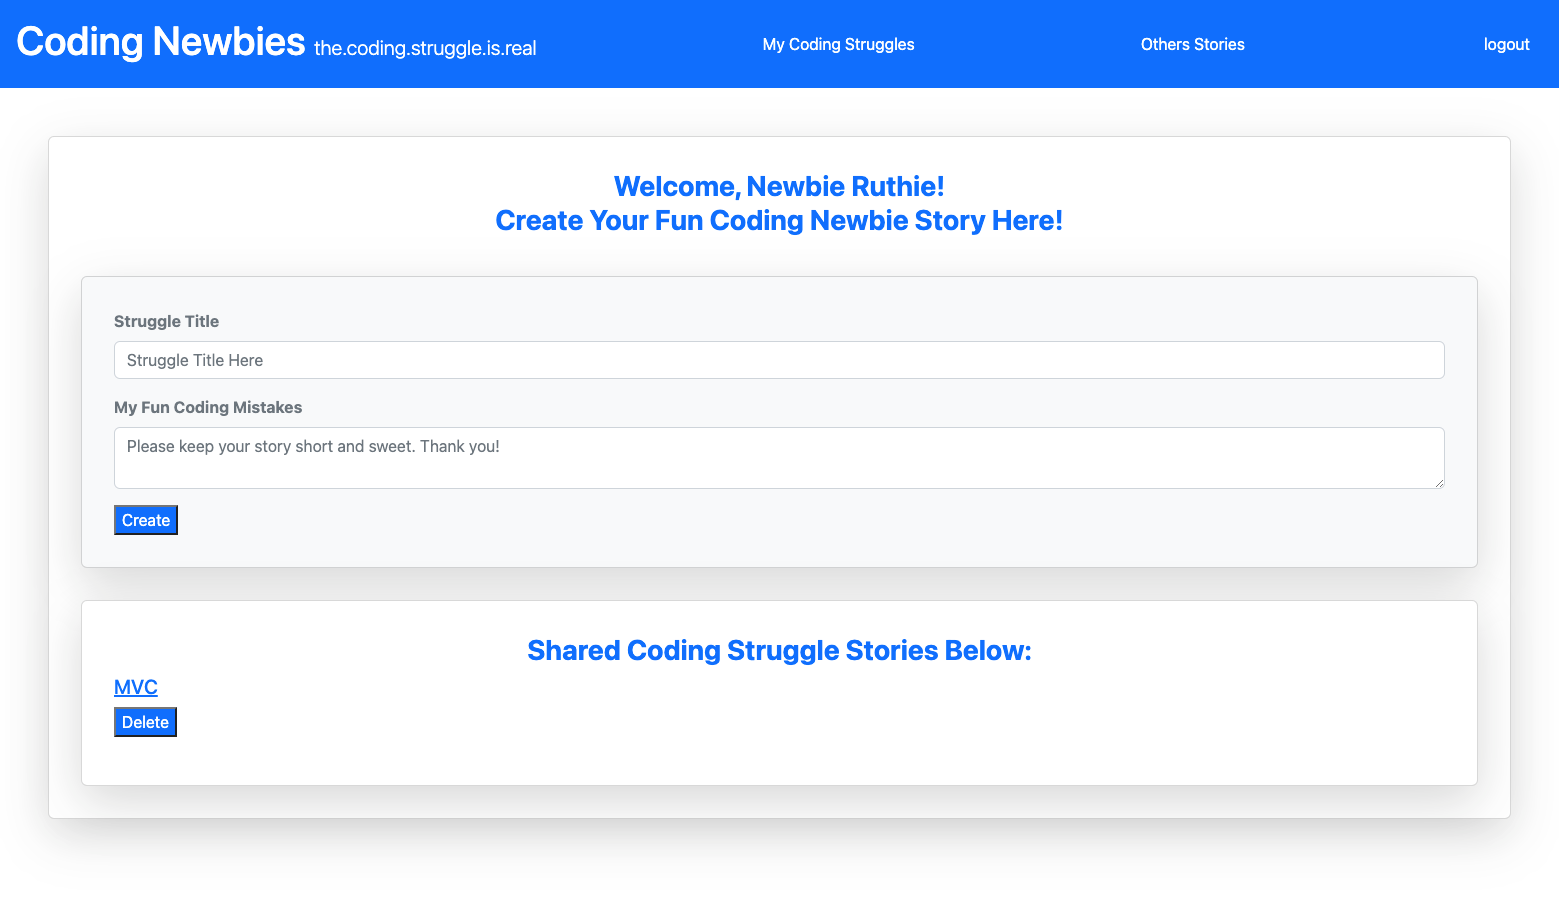 Coding Newbies the.coding.struggle.is.real My Coding Struggles Others Stories logout
Welcome, Newbie Ruthie!
Create Your Fun Coding Newbie Story Here!
Struggle Title
Struggle Title Here
My Fun Coding Mistakes
Please keep your story short and sweet. Thank you!
Create
Shared Coding Struggle Stories Below:
MVC
Delete